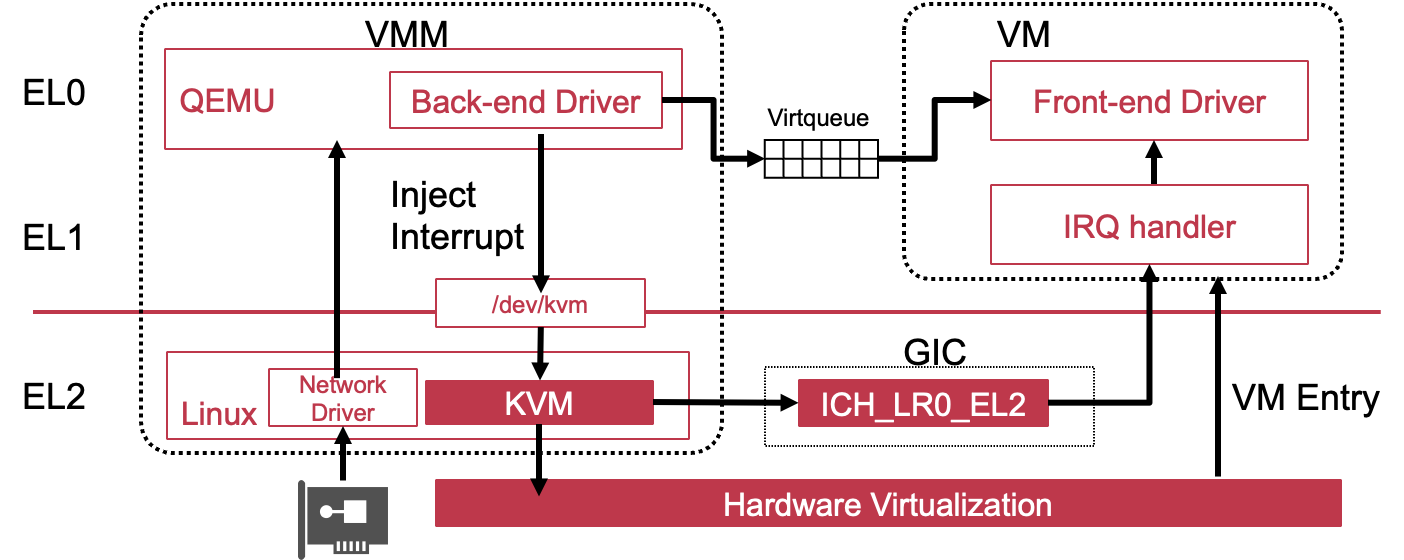 VMM
VM
EL0
QEMU
Back-end Driver
Virtqueue
Front-end Driver
Inject
Interrupt
EL1
IRQ handler
/dev/kvm
GIC
EL2
Linux
Network
Driver
KVM
ICH_LR0_EL2
VM Entry
Hardware Virtualization